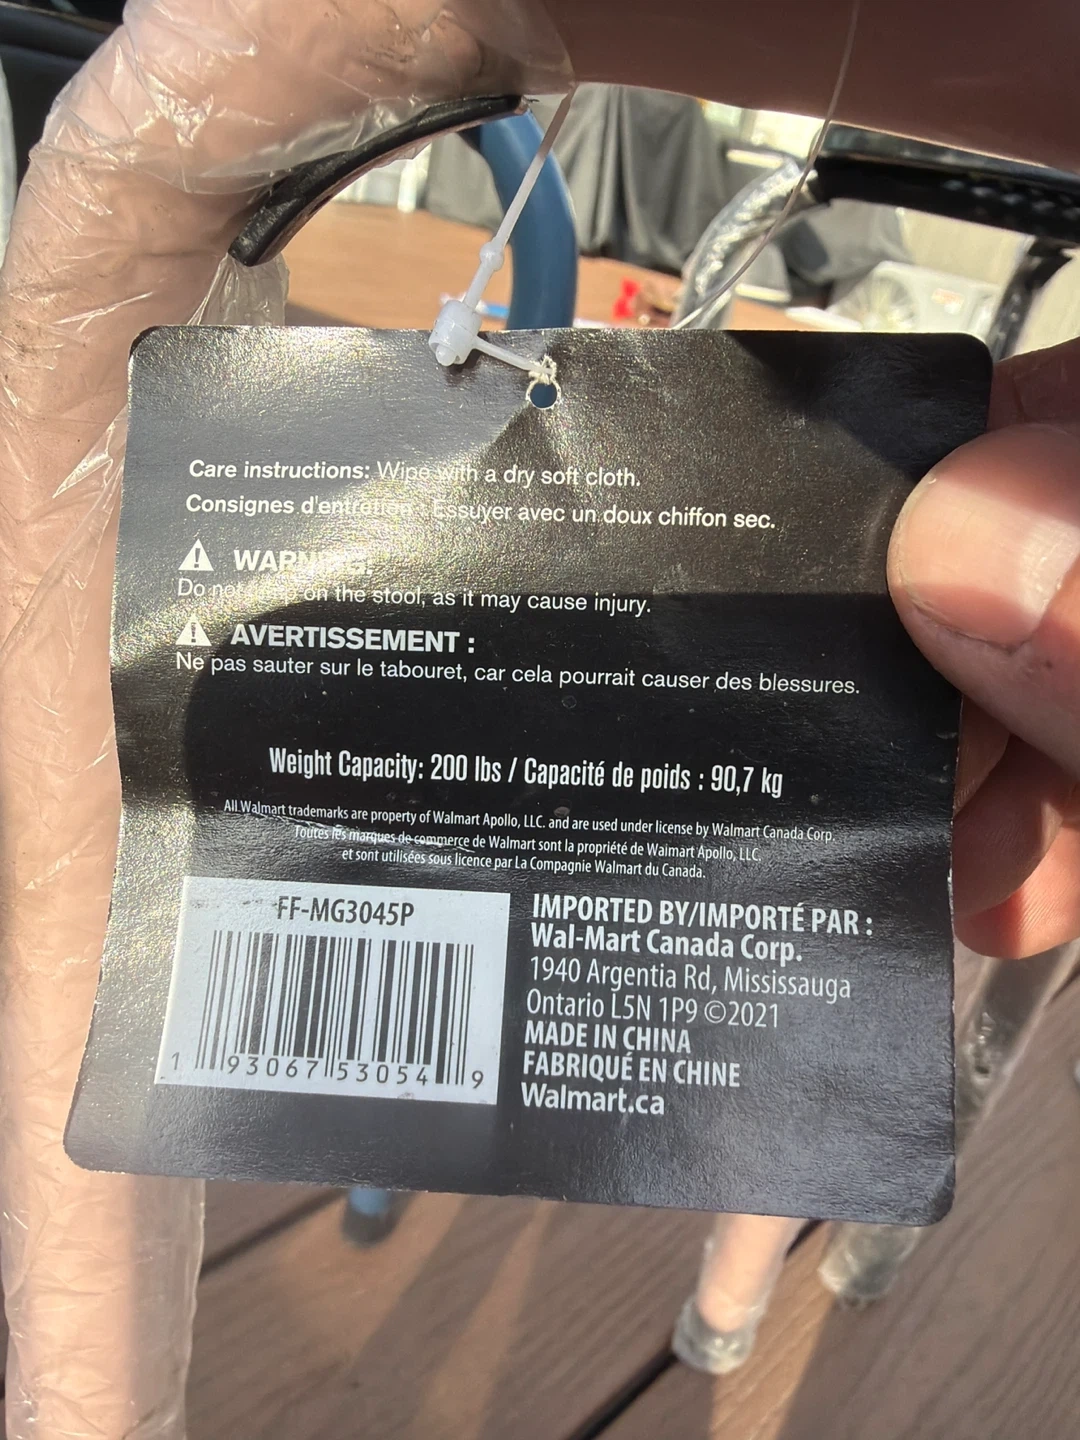 Care instructions: Wipe with a dry soft cloth.
Consignes d'entretien : Essuyer avec un doux chiffon sec.
WARNING:
Do not on the stool, as it may cause injury.
AVERTISSEMENT :
Ne pas sauter sur le tabouret, car cela pourrait causer des blessures.
Weight Capacity: 200 lbs / Capacité de poids : 90,7 kg
All Walmart trademarks are property of Walmart Apollo, LLC. and are used under license by Walmart Canada Corp.
Toutes les marques de commerce de Walmart sont la propriété de Walmart Apollo, LLC.
et sont utilisées sous licence par La Compagnie Walmart du Canada.
FF-MG3045P
1 93067 53054 9
IMPORTED BY/IMPORTÉ PAR :
Wal-Mart Canada Corp.
1940 Argentia Rd, Mississauga
Ontario L5N 1P9 ©2021
MADE IN CHINA
FABRIQUÉ EN CHINE
Walmart.ca